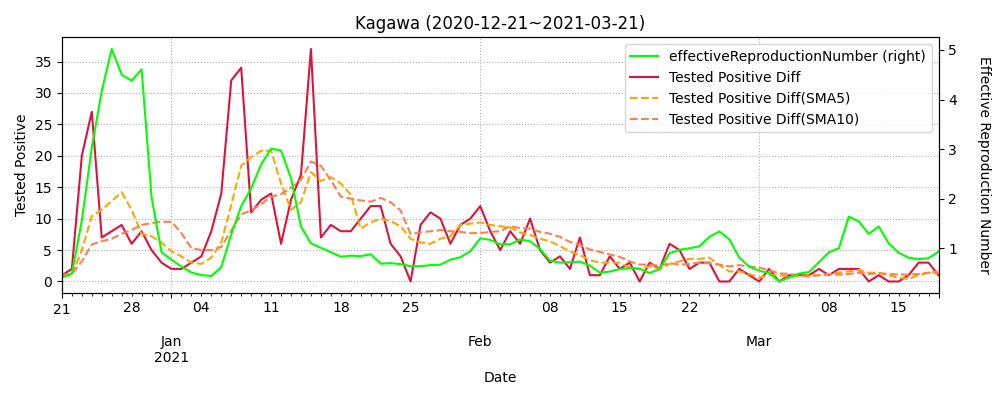 Kagawa (2020-12-21~2021-03-21)
effectiveReproductionNumber (right)
Tested Positive Diff
Tested Positive Diff(SMA5)
Tested Positive Diff(SMA10)
Tested Positive
35
30
25
20
15
10
5
0
5
4
3
2
1
Effective Reproduction Number
21 28 04 11 18 25 08 15 22 08 15
Jan Feb Mar
2021
Date